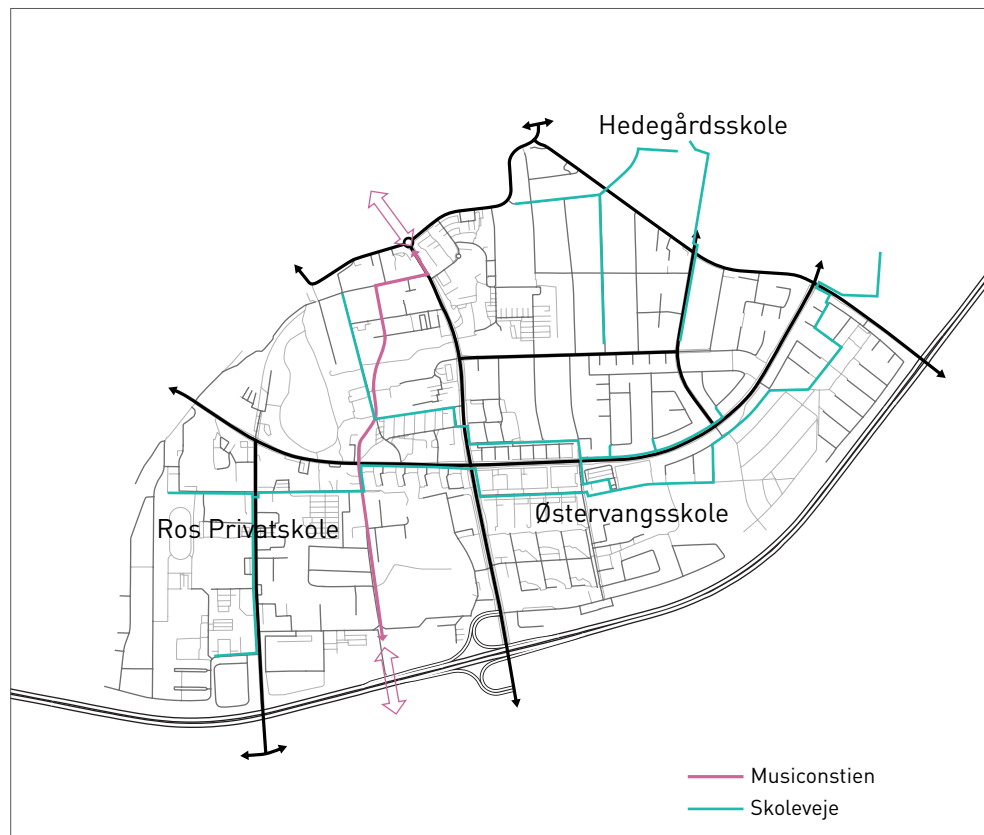 Hedegårdsskole
Ros Privatskole
Østervangsskole
Musiconstien
Skoleveje